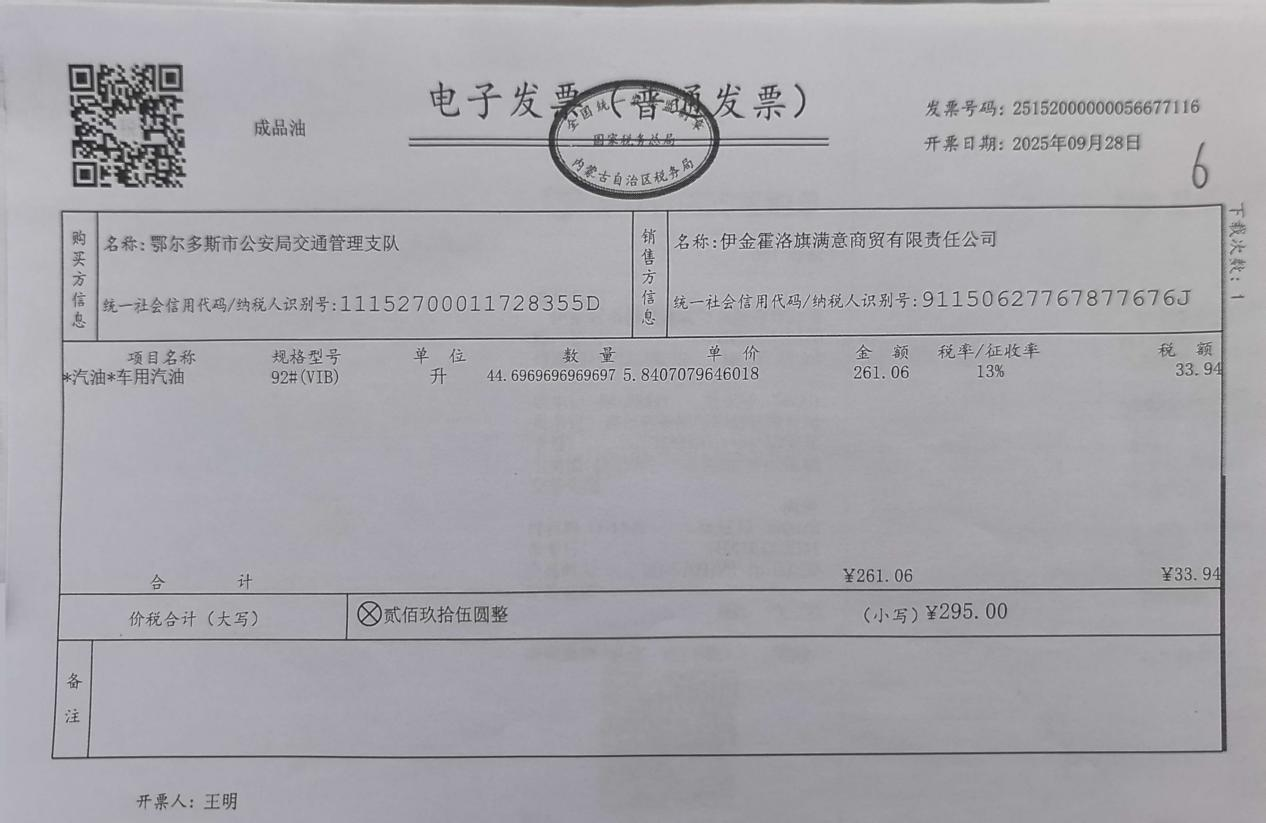 电子发票（普通发票）
成品油
全国统一发票监制章
国家税务总局
内蒙古自治区税务局
发票号码: 25152000000056677116
开票日期: 2025年09月28日
6
下载次数: 1
购买方信息
名称: 鄂尔多斯市公安局交通管理支队
统一社会信用代码/纳税人识别号: 11152700011728355D
销售方信息
名称: 伊金霍洛旗满意商贸有限责任公司
统一社会信用代码/纳税人识别号: 91150627767877676J
项目名称 规格型号 单位 数量 单价 金额 税率/征收率 税额
*汽油*车用汽油 92#(VIB) 升 44.6969696969697 5.8407079646018 261.06 13% 33.94
合计 ¥261.06 ¥33.94
价税合计（大写） ⊗贰佰玖拾伍圆整 （小写）¥295.00
备注
开票人: 王明